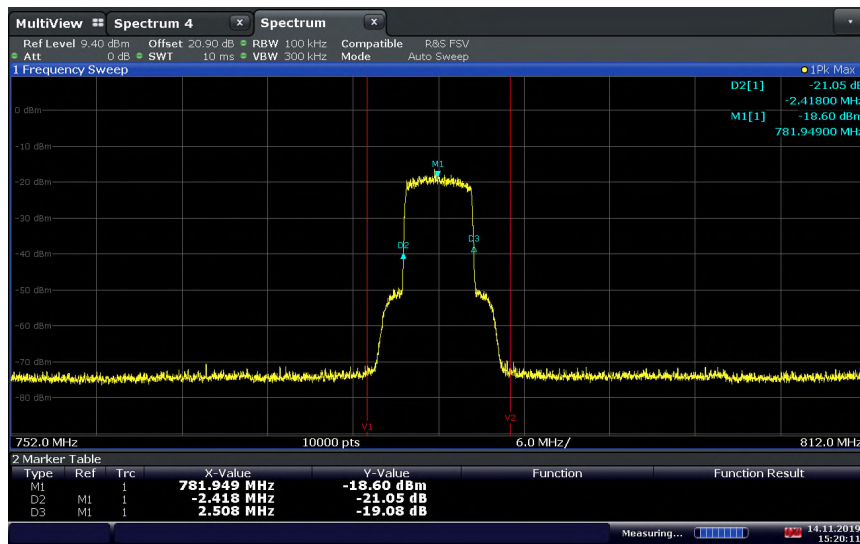 MultiView Spectrum 4 X Spectrum X
Ref Level 9.40 dBm Offset 20.90 dB RBW 100 kHz Compatible R&S FSV
Att 0 dB SWT 10 ms VBW 300 kHz Mode Auto Sweep
1 Frequency Sweep 1Pk Max
D2[1] -21.05 dB
-2.41800 MHz
0 dBm M1[1] -18.60 dBm
781.94900 MHz
-10 dBm
M1
-20 dBm
-30 dBm
D2 D3
-40 dBm
-50 dBm
-60 dBm
-70 dBm
-80 dBm
V1 V2
752.0 MHz 10000 pts 6.0 MHz/ 812.0 MHz
2 Marker Table
Type Ref Trc X-Value Y-Value Function Function Result
M1 1 781.949 MHz -18.60 dBm
D2 M1 1 -2.418 MHz -21.05 dB
D3 M1 1 2.508 MHz -19.08 dB
Measuring... 14.11.2019
15:20:11